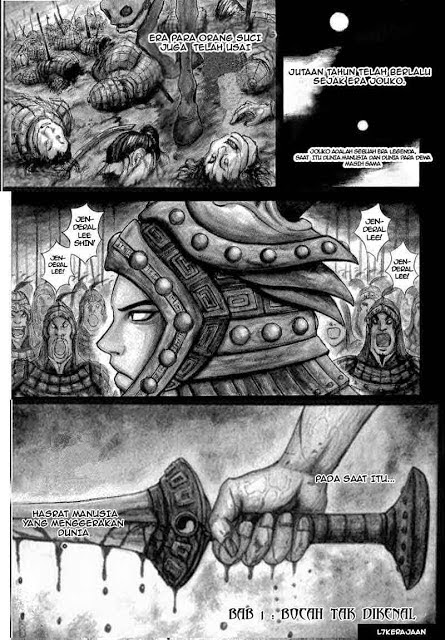 JUTAAN TAHUN TELAH BERLALU
SEJAK ERA JOUKO.
JOUKO ADALAH SEBUAH ERA LEGENDA,
SAAT ITU DUNIA MANUSIA DAN DUNIA PARA DEWA
MASIH SAMA
ERA PARA ORANG SUCI
JUGA TELAH USAI
JEN-
DERAL
LEE!
JEN-
DERAL
LEE!
JEN-
DERAL
LEE
SHIN!
JEN-
DERAL
LEE!
PADA SAAT ITU...
HASRAT MANUSIA
YANG MENGGERAKAN
DUNIA
BAB 1 : BOCAH TAK DIKENAL
L7KERAJAAN